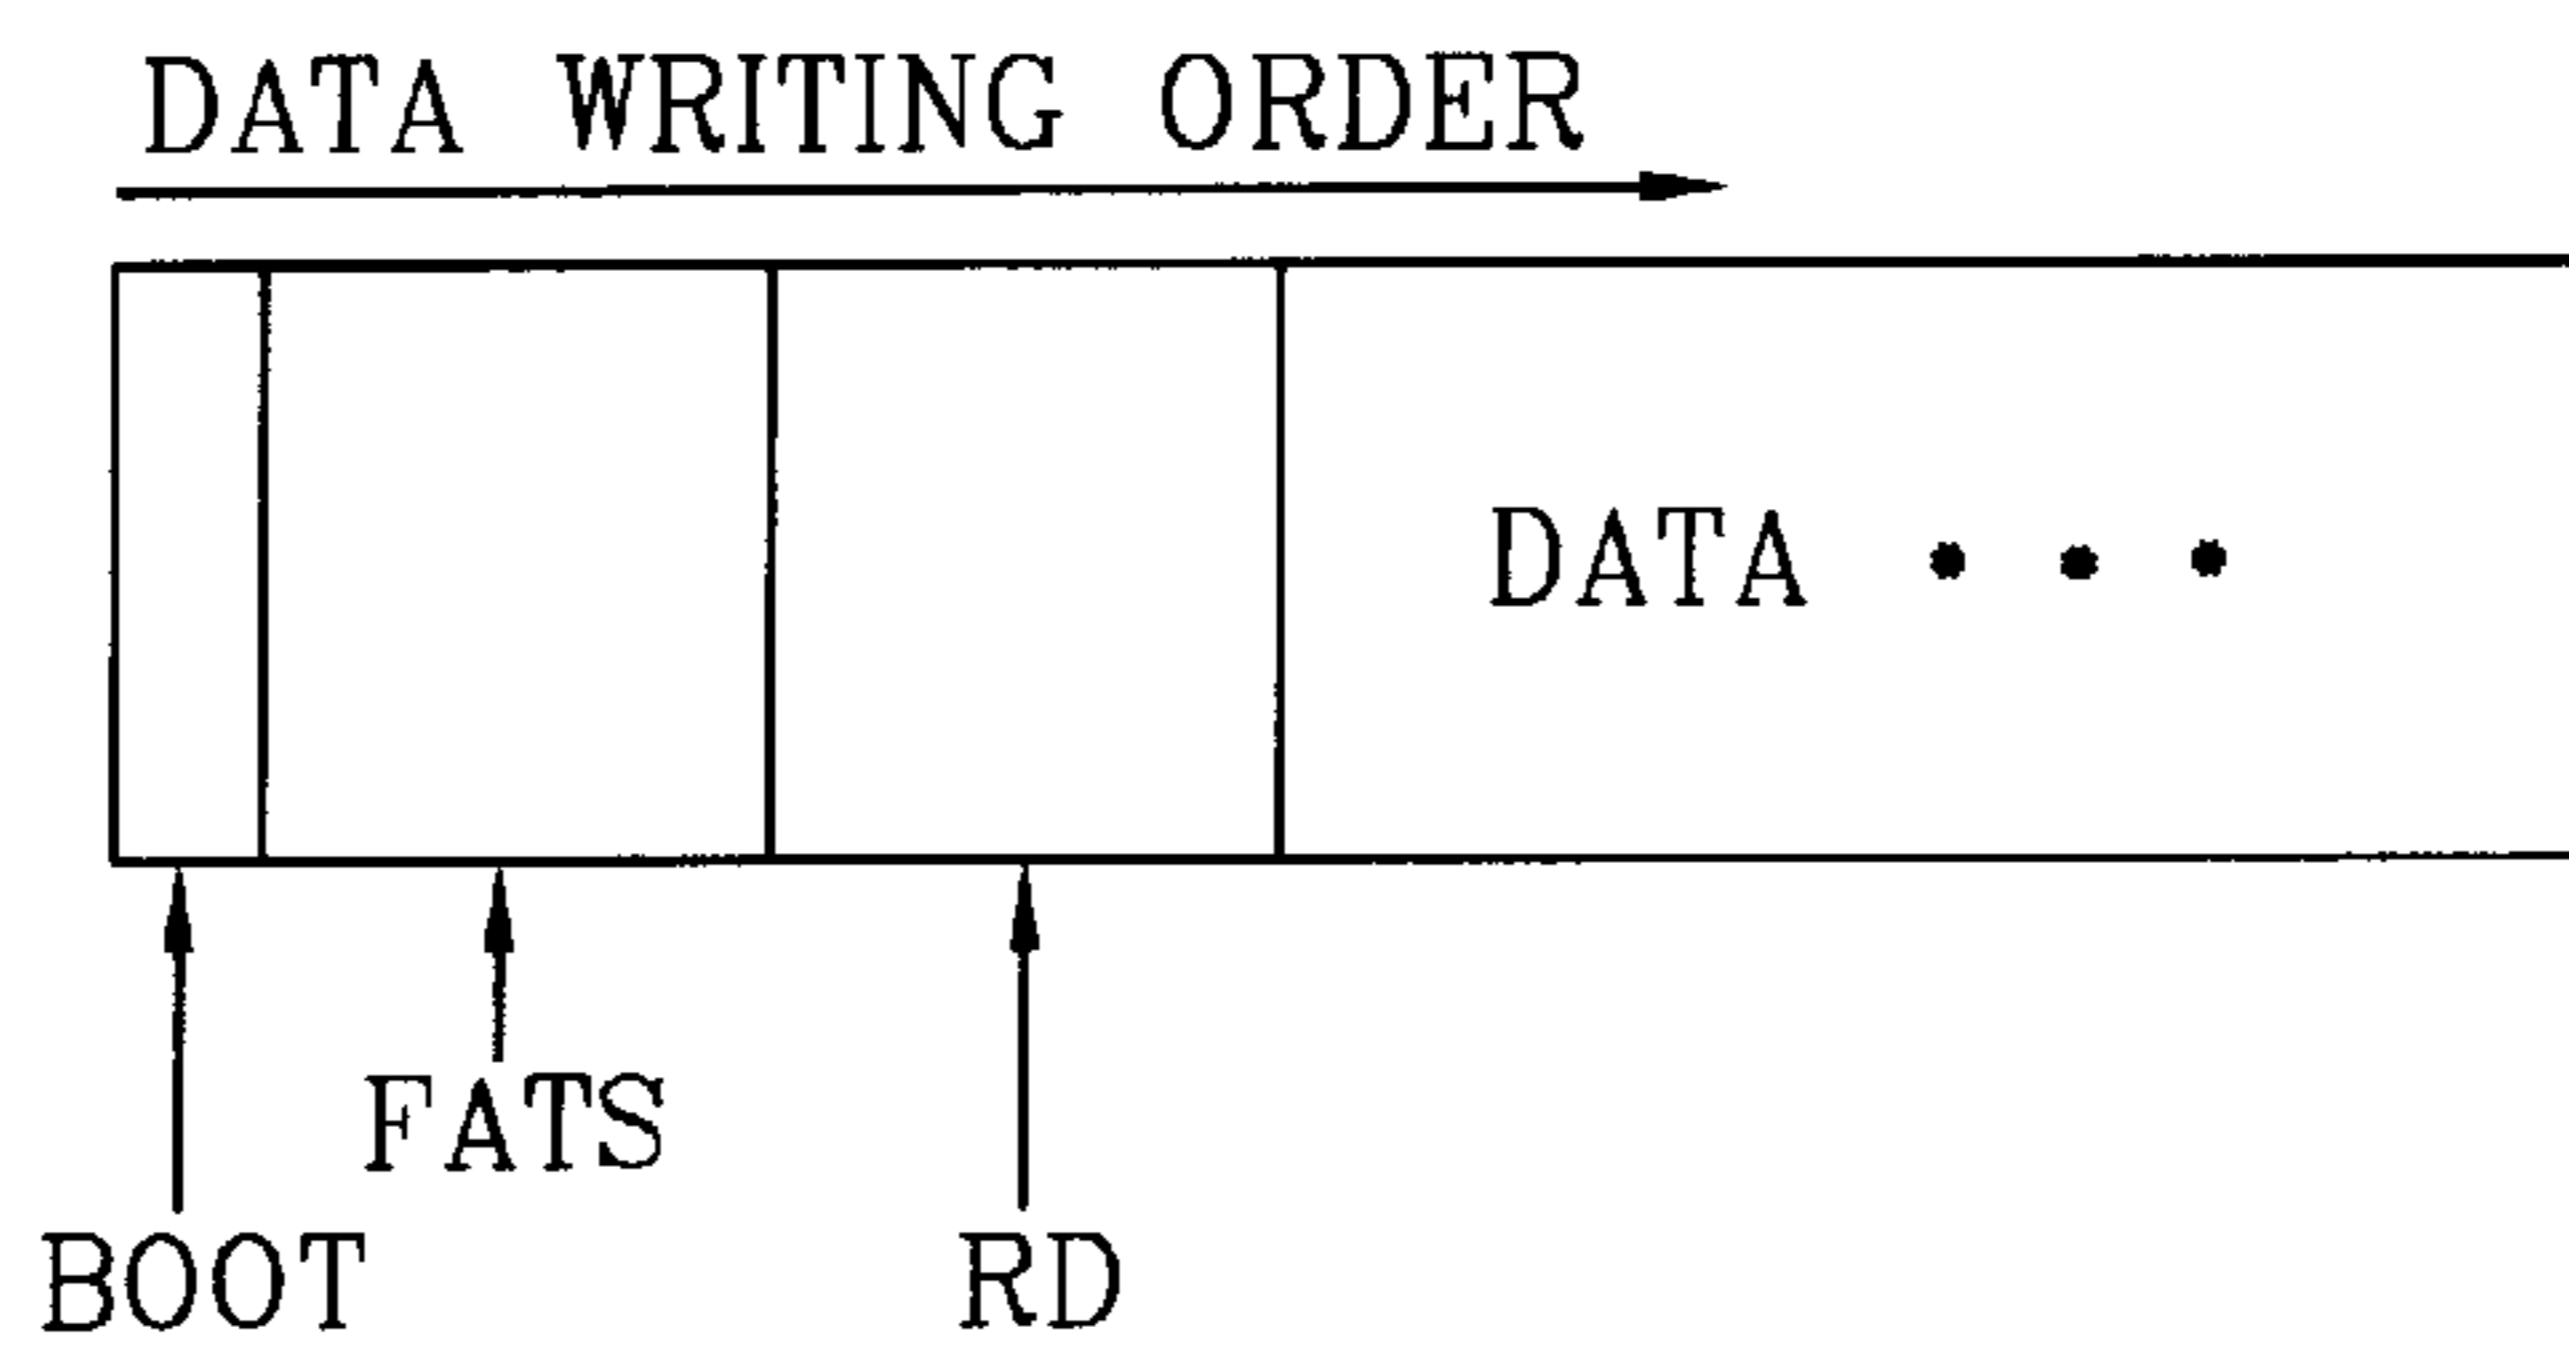 DATA WRITING ORDER
DATA • • •
FATS
BOOT
RD